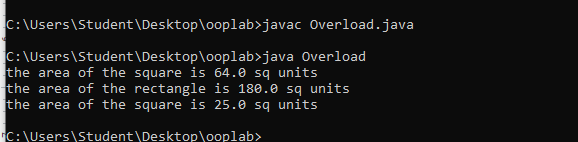 C:\Users\Student\Desktop\ooplab>javac Overload.java
C:\Users\Student\Desktop\ooplab>java Overload
the area of the square is 64.0 sq units
the area of the rectangle is 180.0 sq units
the area of the square is 25.0 sq units
C:\Users\Student\Desktop\ooplab>